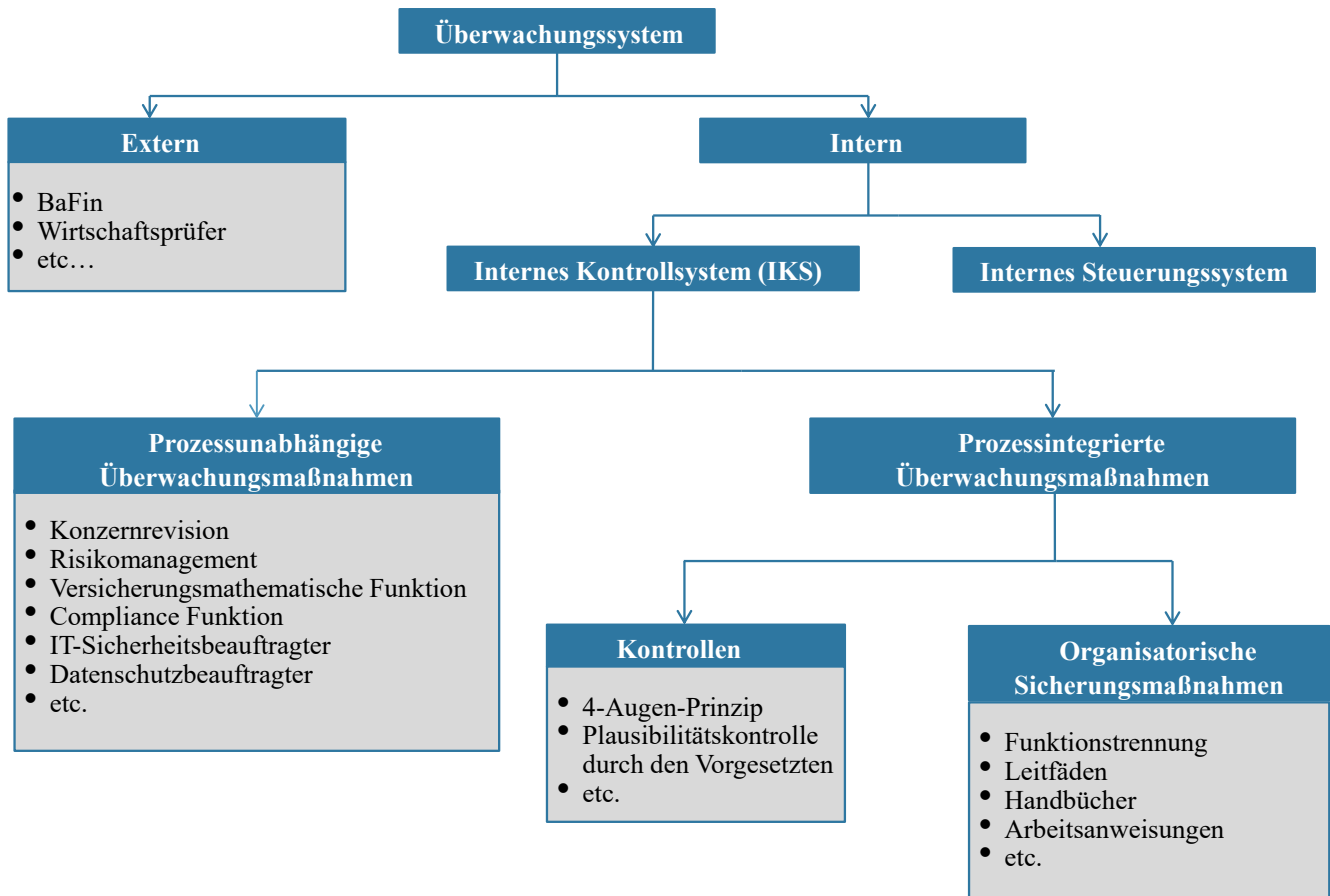 Überwachungssystem
Extern
• BaFin
• Wirtschaftsprüfer
• etc…
Intern
Internes Kontrollsystem (IKS)
Internes Steuerungssystem
Prozessunabhängige
Überwachungsmaßnahmen
• Konzernrevision
• Risikomanagement
• Versicherungsmathematische Funktion
• Compliance Funktion
• IT-Sicherheitsbeauftragter
• Datenschutzbeauftragter
• etc.
Prozessintegrierte
Überwachungsmaßnahmen
Kontrollen
• 4-Augen-Prinzip
• Plausibilitätskontrolle
durch den Vorgesetzten
• etc.
Organisatorische
Sicherungsmaßnahmen
• Funktionstrennung
• Leitfäden
• Handbücher
• Arbeitsanweisungen
• etc.